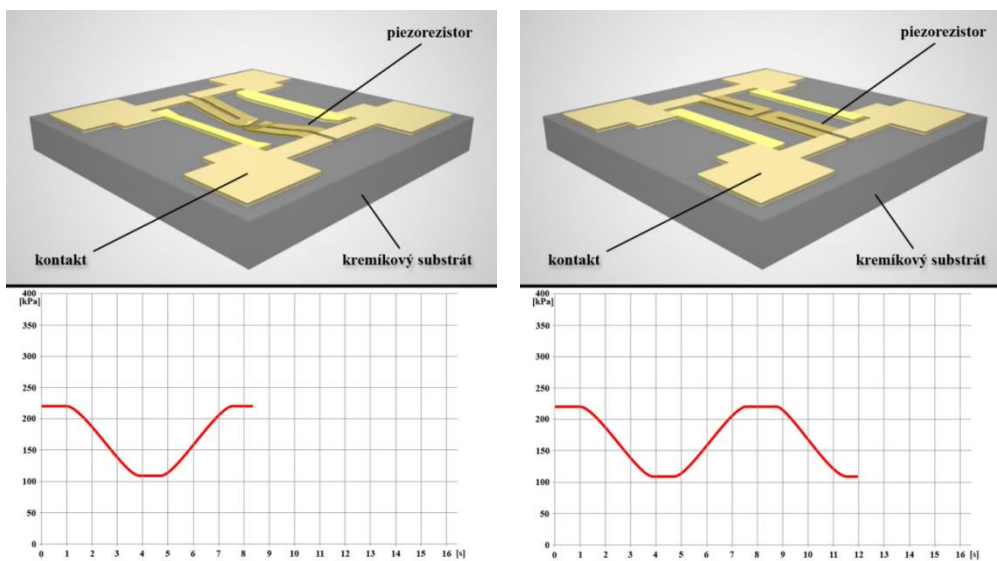 piezorezistor
kontakt
kremíkový substrát
400
[kPa]
350
300
250
200
150
100
50
0
0 1 2 3 4 5 6 7 8 9 10 11 12 13 14 15 16 [s]
piezorezistor
kontakt
kremíkový substrát
400
[kPa]
350
300
250
200
150
100
50
0
0 1 2 3 4 5 6 7 8 9 10 11 12 13 14 15 16 [s]